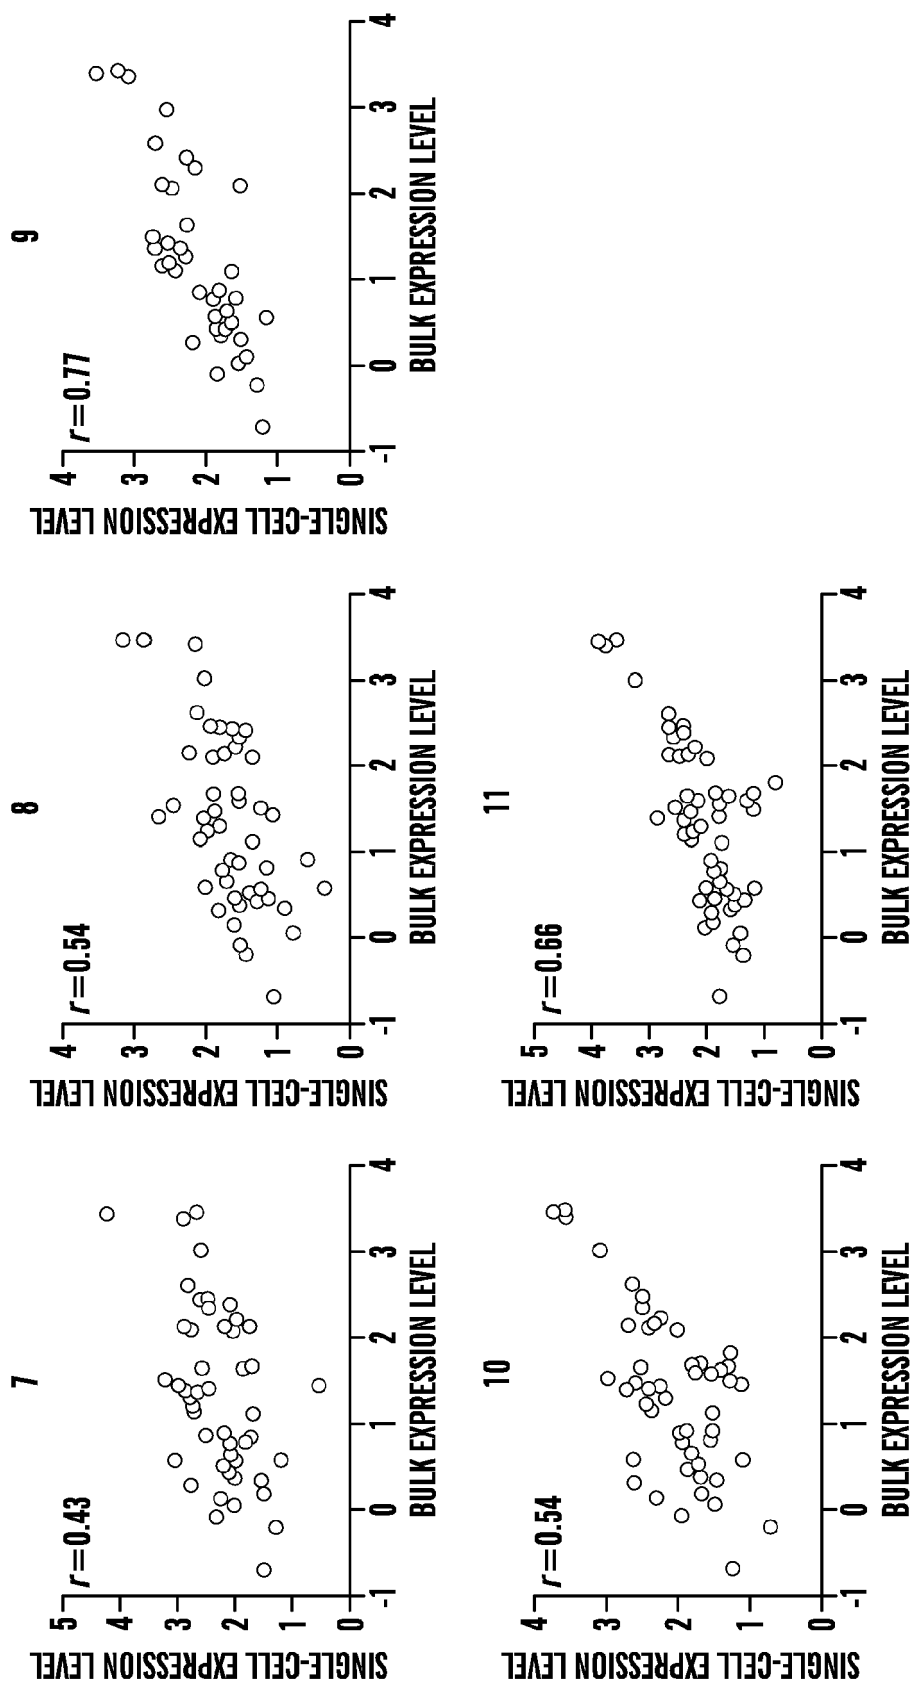 7
r=0.43
SINGLE-CELL EXPRESSION LEVEL
5
4
3
2
1
0
-1 0 1 2 3 4
BULK EXPRESSION LEVEL
8
r=0.54
SINGLE-CELL EXPRESSION LEVEL
4
3
2
1
0
-1 0 1 2 3 4
BULK EXPRESSION LEVEL
9
r=0.77
SINGLE-CELL EXPRESSION LEVEL
4
3
2
1
0
-1 0 1 2 3 4
BULK EXPRESSION LEVEL
10
r=0.54
SINGLE-CELL EXPRESSION LEVEL
4
3
2
1
0
-1 0 1 2 3 4
BULK EXPRESSION LEVEL
11
r=0.66
SINGLE-CELL EXPRESSION LEVEL
5
4
3
2
1
0
-1 0 1 2 3 4
BULK EXPRESSION LEVEL